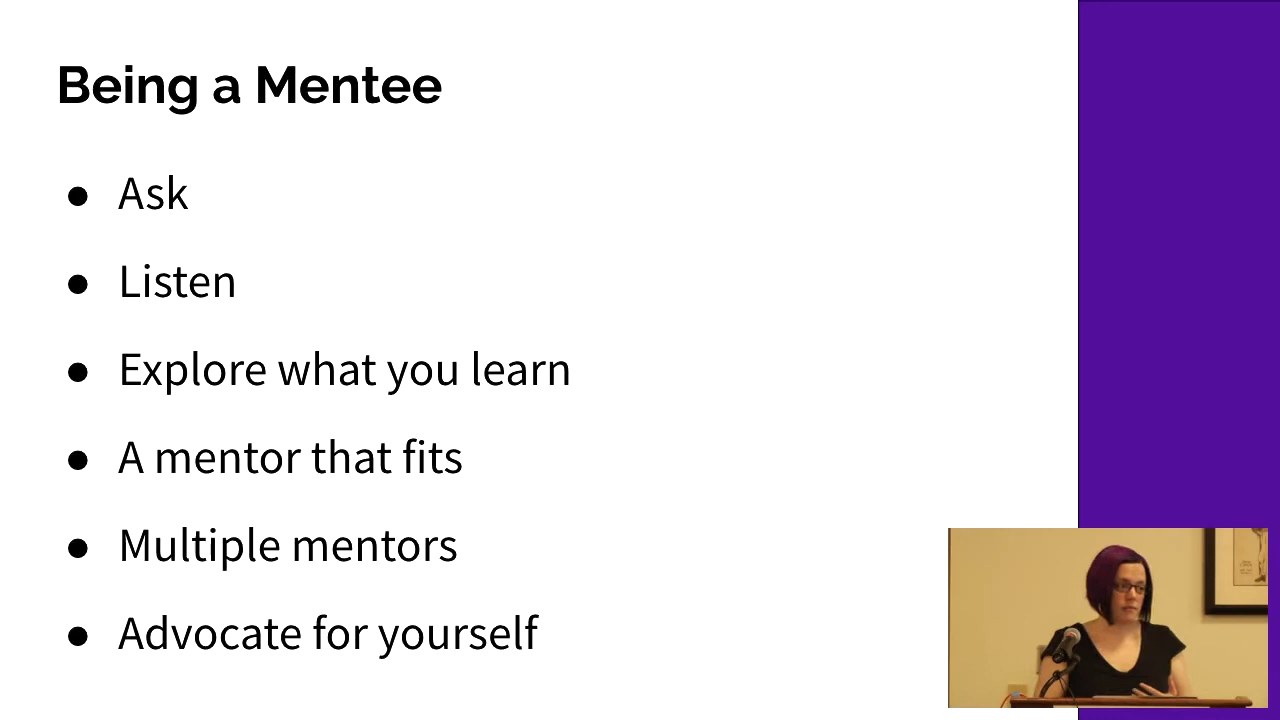 Being a Mentee
● Ask
● Listen
● Explore what you learn
● A mentor that fits
● Multiple mentors
● Advocate for yourself